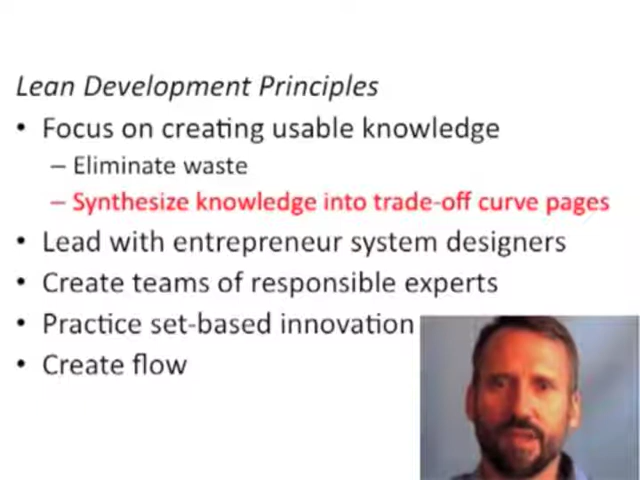 Lean Development Principles
• Focus on creating usable knowledge
– Eliminate waste
– Synthesize knowledge into trade-off curve pages
• Lead with entrepreneur system designers
• Create teams of responsible experts
• Practice set-based innovation
• Create flow